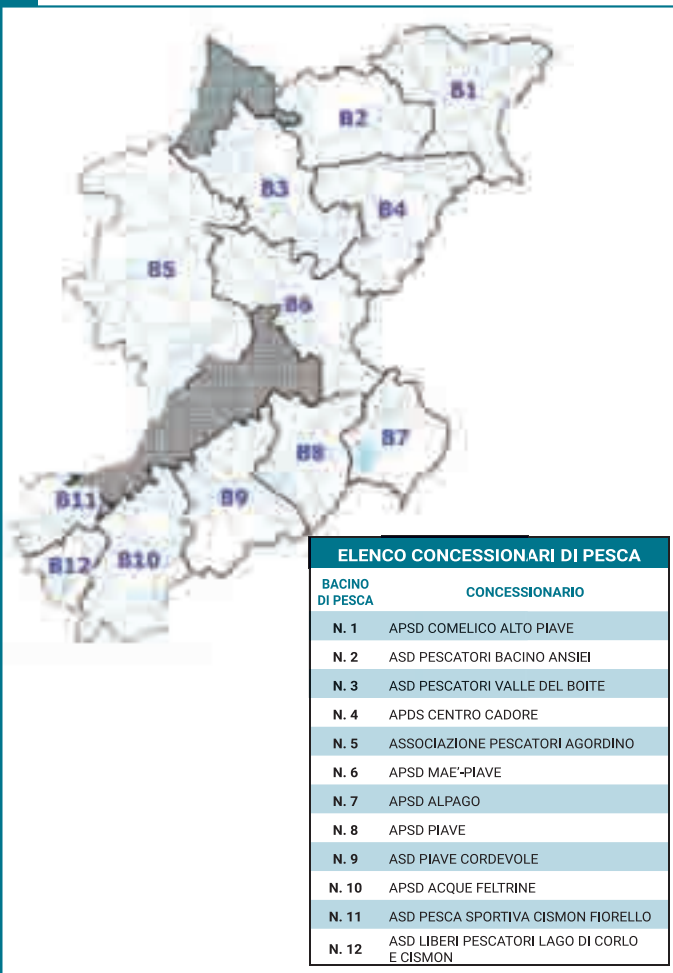 B1
B2
B3
B4
B5
B6
B7
B8
B9
B11
B12
B10
ELENCO CONCESSIONARI DI PESCA
BACINO
DI PESCA
CONCESSIONARIO
N. 1 APSD COMELICO ALTO PIAVE
N. 2 ASD PESCATORI BACINO ANSIEI
N. 3 ASD PESCATORI VALLE DEL BOITE
N. 4 APDS CENTRO CADORE
N. 5 ASSOCIAZIONE PESCATORI AGORDINO
N. 6 APSD MAE'-PIAVE
N. 7 APSD ALPAGO
N. 8 APSD PIAVE
N. 9 ASD PIAVE CORDEVOLE
N. 10 APSD ACQUE FELTRINE
N. 11 ASD PESCA SPORTIVA CISMON FIORELLO
N. 12 ASD LIBERI PESCATORI LAGO DI CORLO
E CISMON